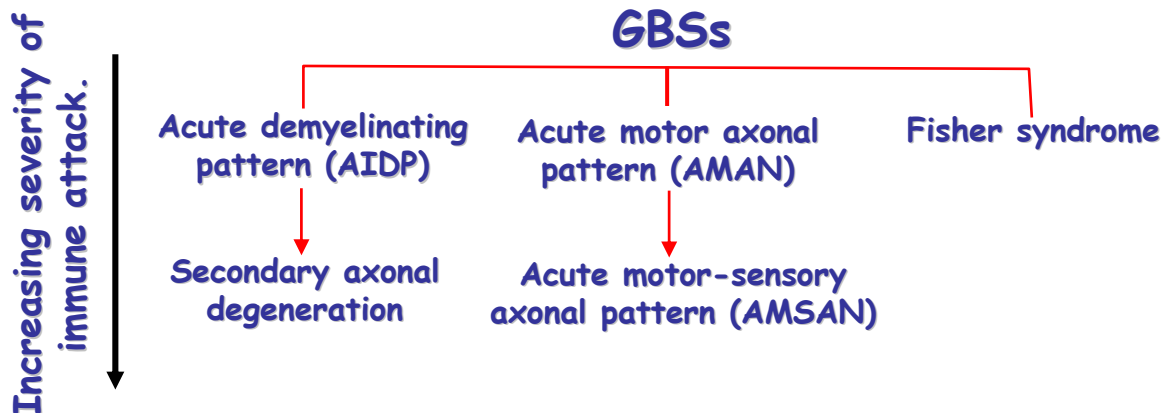 Increasing severity of
immune attack.
GBSs
Acute demyelinating
pattern (AIDP)
Acute motor axonal
pattern (AMAN)
Fisher syndrome
Secondary axonal
degeneration
Acute motor-sensory
axonal pattern (AMSAN)